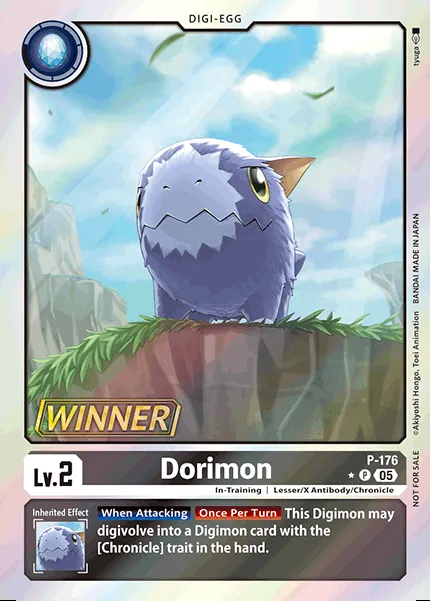 DIGI-EGG
tyuga
©Akiyoshi Hongo, Toei Animation BANDAI MADE IN JAPAN
NOT FOR SALE
WINNER
P-176
Lv.2 Dorimon
P 05
In-Training | Lesser/X Antibody/Chronicle
Inherited Effect
When Attacking Once Per Turn This Digimon may
digivolve into a Digimon card with the
[Chronicle] trait in the hand.